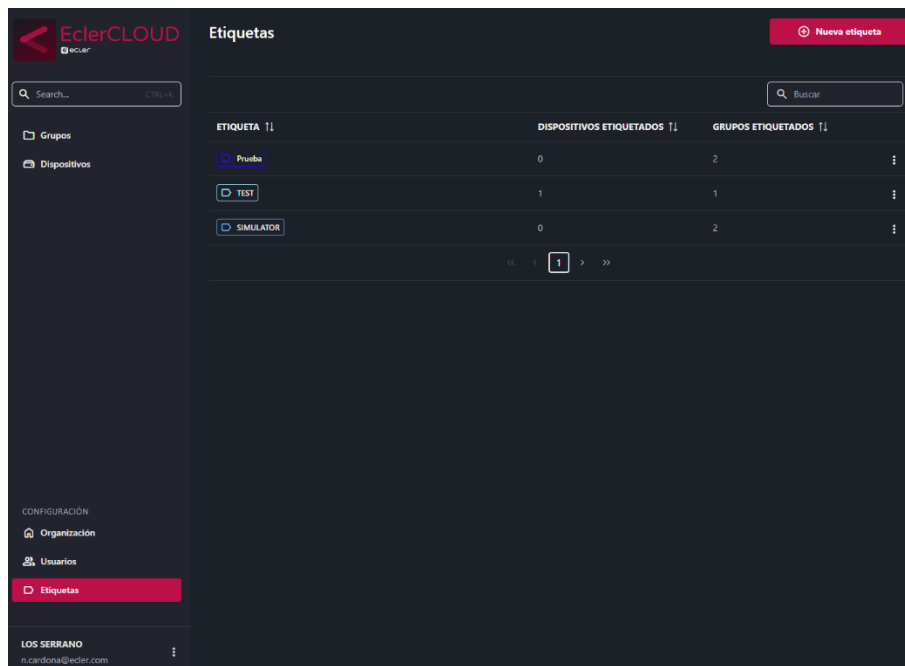 EclerCLOUD
ecler
Etiquetas
Nueva etiqueta
Search... CTRL+K
Buscar
Grupos
Dispositivos
ETIQUETA DISPOSITIVOS ETIQUETADOS GRUPOS ETIQUETADOS
Prueba 0 2
TEST 1 1
SIMULATOR 0 2
« ‹ 1 › »
CONFIGURACIÓN
Organización
Usuarios
Etiquetas
LOS SERRANO
n.cardona@ecler.com